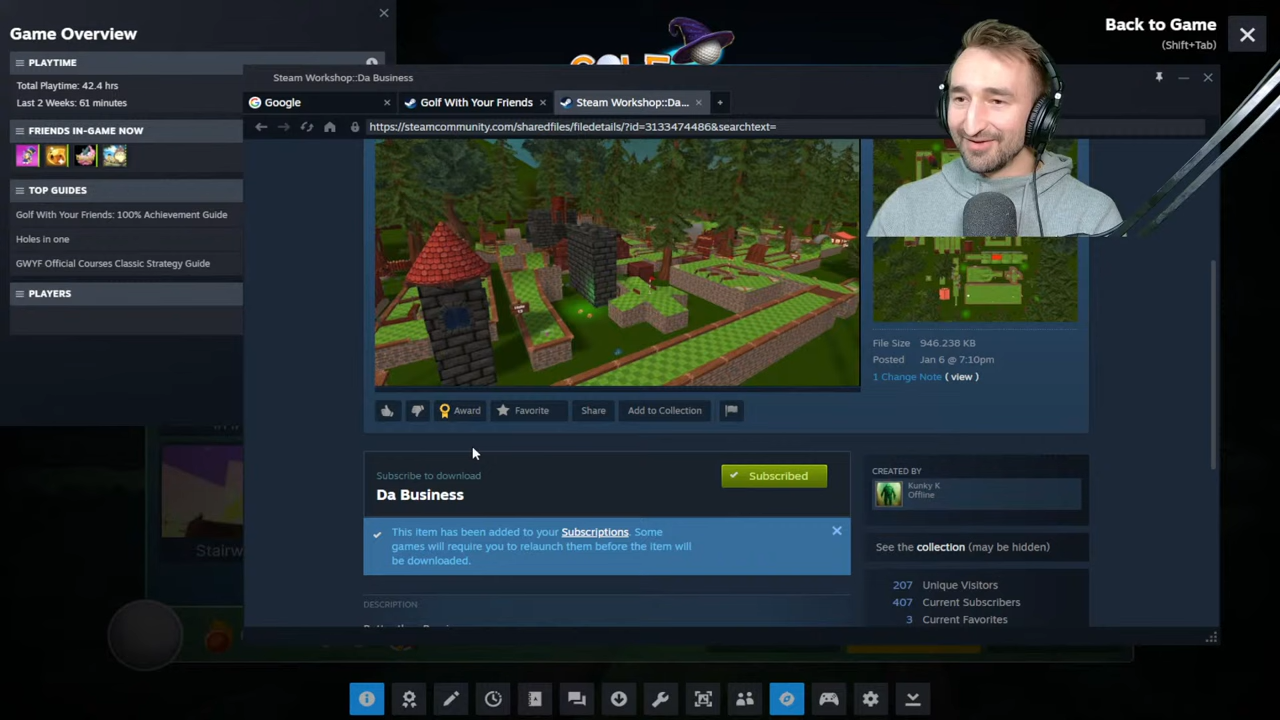 Game Overview
PLAYTIME
Total Playtime: 42.4 hrs
Last 2 Weeks: 61 minutes
FRIENDS IN-GAME NOW
TOP GUIDES
Golf With Your Friends: 100% Achievement Guide
Holes in one
GWYF Official Courses Classic Strategy Guide
PLAYERS
GOLF
Back to Game
(Shift+Tab)
Steam Workshop::Da Business
Google
Golf With Your Friends
Steam Workshop::Da...
https://steamcommunity.com/sharedfiles/filedetails/?id=3133474486&searchtext=
File Size 946.238 KB
Posted Jan 6 @ 7:10pm
1 Change Note ( view )
Award
Favorite
Share
Add to Collection
Subscribe to download
Da Business
Subscribed
This item has been added to your Subscriptions. Some
games will require you to relaunch them before the item will
be downloaded.
DESCRIPTION
CREATED BY
Kunky K
Offline
See the collection (may be hidden)
207 Unique Visitors
407 Current Subscribers
3 Current Favorites
Stairw